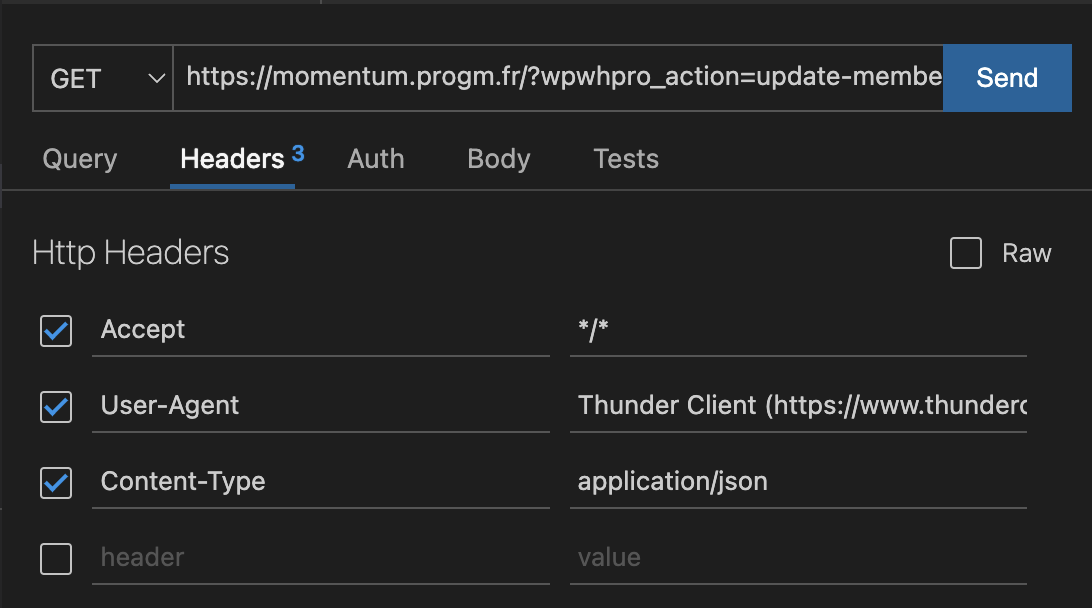 GET https://momentum.progm.fr/?wpwhpro_action=update-membe Send
Query Headers 3 Auth Body Tests
Http Headers Raw
Accept */*
User-Agent Thunder Client (https://www.thunderc
Content-Type application/json
header value